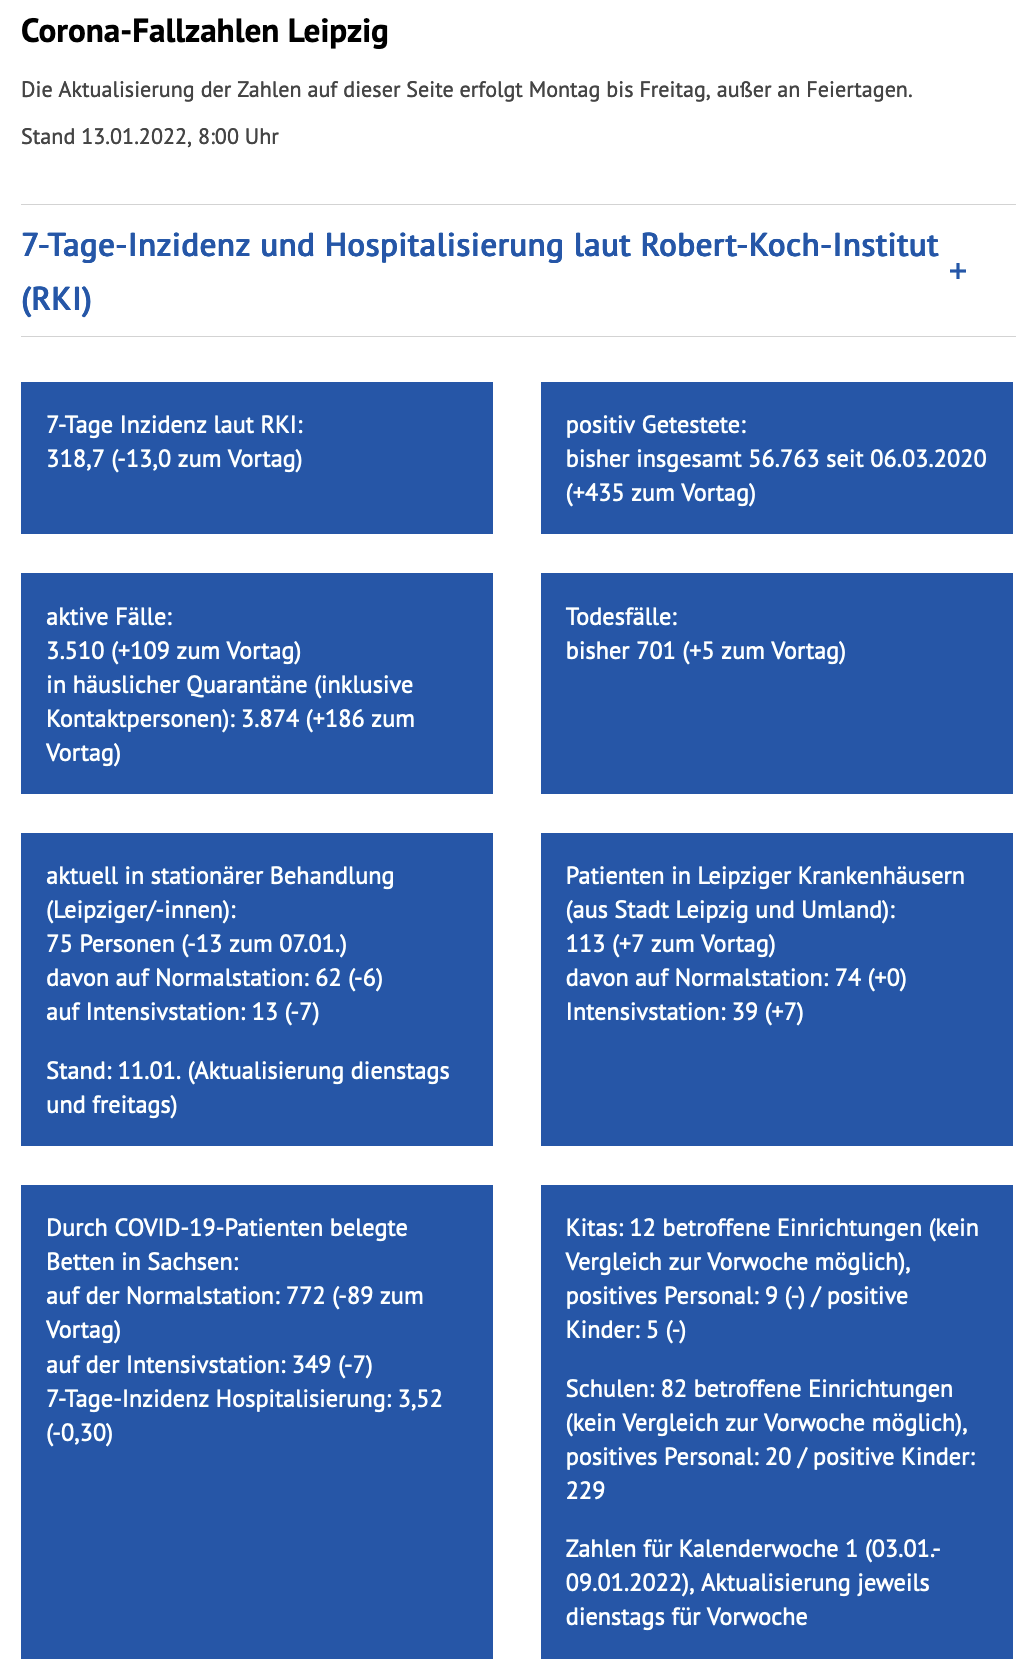 Corona-Fallzahlen Leipzig
Die Aktualisierung der Zahlen auf dieser Seite erfolgt Montag bis Freitag, außer an Feiertagen.
Stand 13.01.2022, 8:00 Uhr
7-Tage-Inzidenz und Hospitalisierung laut Robert-Koch-Institut
(RKI)
+
7-Tage Inzidenz laut RKI:
318,7 (-13,0 zum Vortag)
positiv Getestete:
bisher insgesamt 56.763 seit 06.03.2020
(+435 zum Vortag)
aktive Fälle:
3.510 (+109 zum Vortag)
in häuslicher Quarantäne (inklusive
Kontaktpersonen): 3.874 (+186 zum
Vortag)
Todesfälle:
bisher 701 (+5 zum Vortag)
aktuell in stationärer Behandlung
(Leipziger/-innen):
75 Personen (-13 zum 07.01.)
davon auf Normalstation: 62 (-6)
auf Intensivstation: 13 (-7)
Stand: 11.01. (Aktualisierung dienstags
und freitags)
Patienten in Leipziger Krankenhäusern
(aus Stadt Leipzig und Umland):
113 (+7 zum Vortag)
davon auf Normalstation: 74 (+0)
Intensivstation: 39 (+7)
Durch COVID-19-Patienten belegte
Betten in Sachsen:
auf der Normalstation: 772 (-89 zum
Vortag)
auf der Intensivstation: 349 (-7)
7-Tage-Inzidenz Hospitalisierung: 3,52
(-0,30)
Kitas: 12 betroffene Einrichtungen (kein
Vergleich zur Vorwoche möglich),
positives Personal: 9 (-) / positive
Kinder: 5 (-)
Schulen: 82 betroffene Einrichtungen
(kein Vergleich zur Vorwoche möglich),
positives Personal: 20 / positive Kinder:
229
Zahlen für Kalenderwoche 1 (03.01.-
09.01.2022), Aktualisierung jeweils
dienstags für Vorwoche